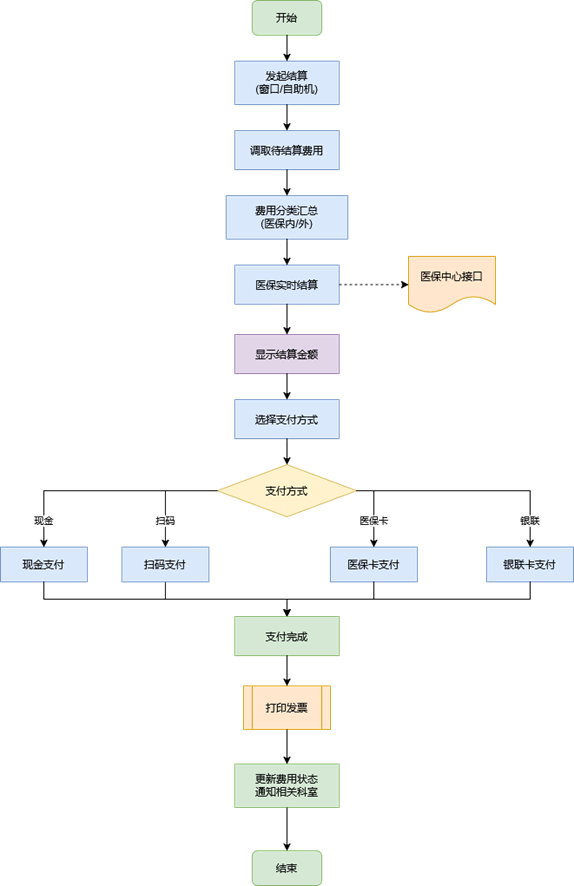 开始
发起结算
(窗口/自助机)
调取待结算费用
费用分类汇总
(医保内/外)
医保实时结算
医保中心接口
显示结算金额
选择支付方式
支付方式
现金
扫码
医保卡
银联
现金支付
扫码支付
医保卡支付
银联卡支付
支付完成
打印发票
更新费用状态
通知相关科室
结束